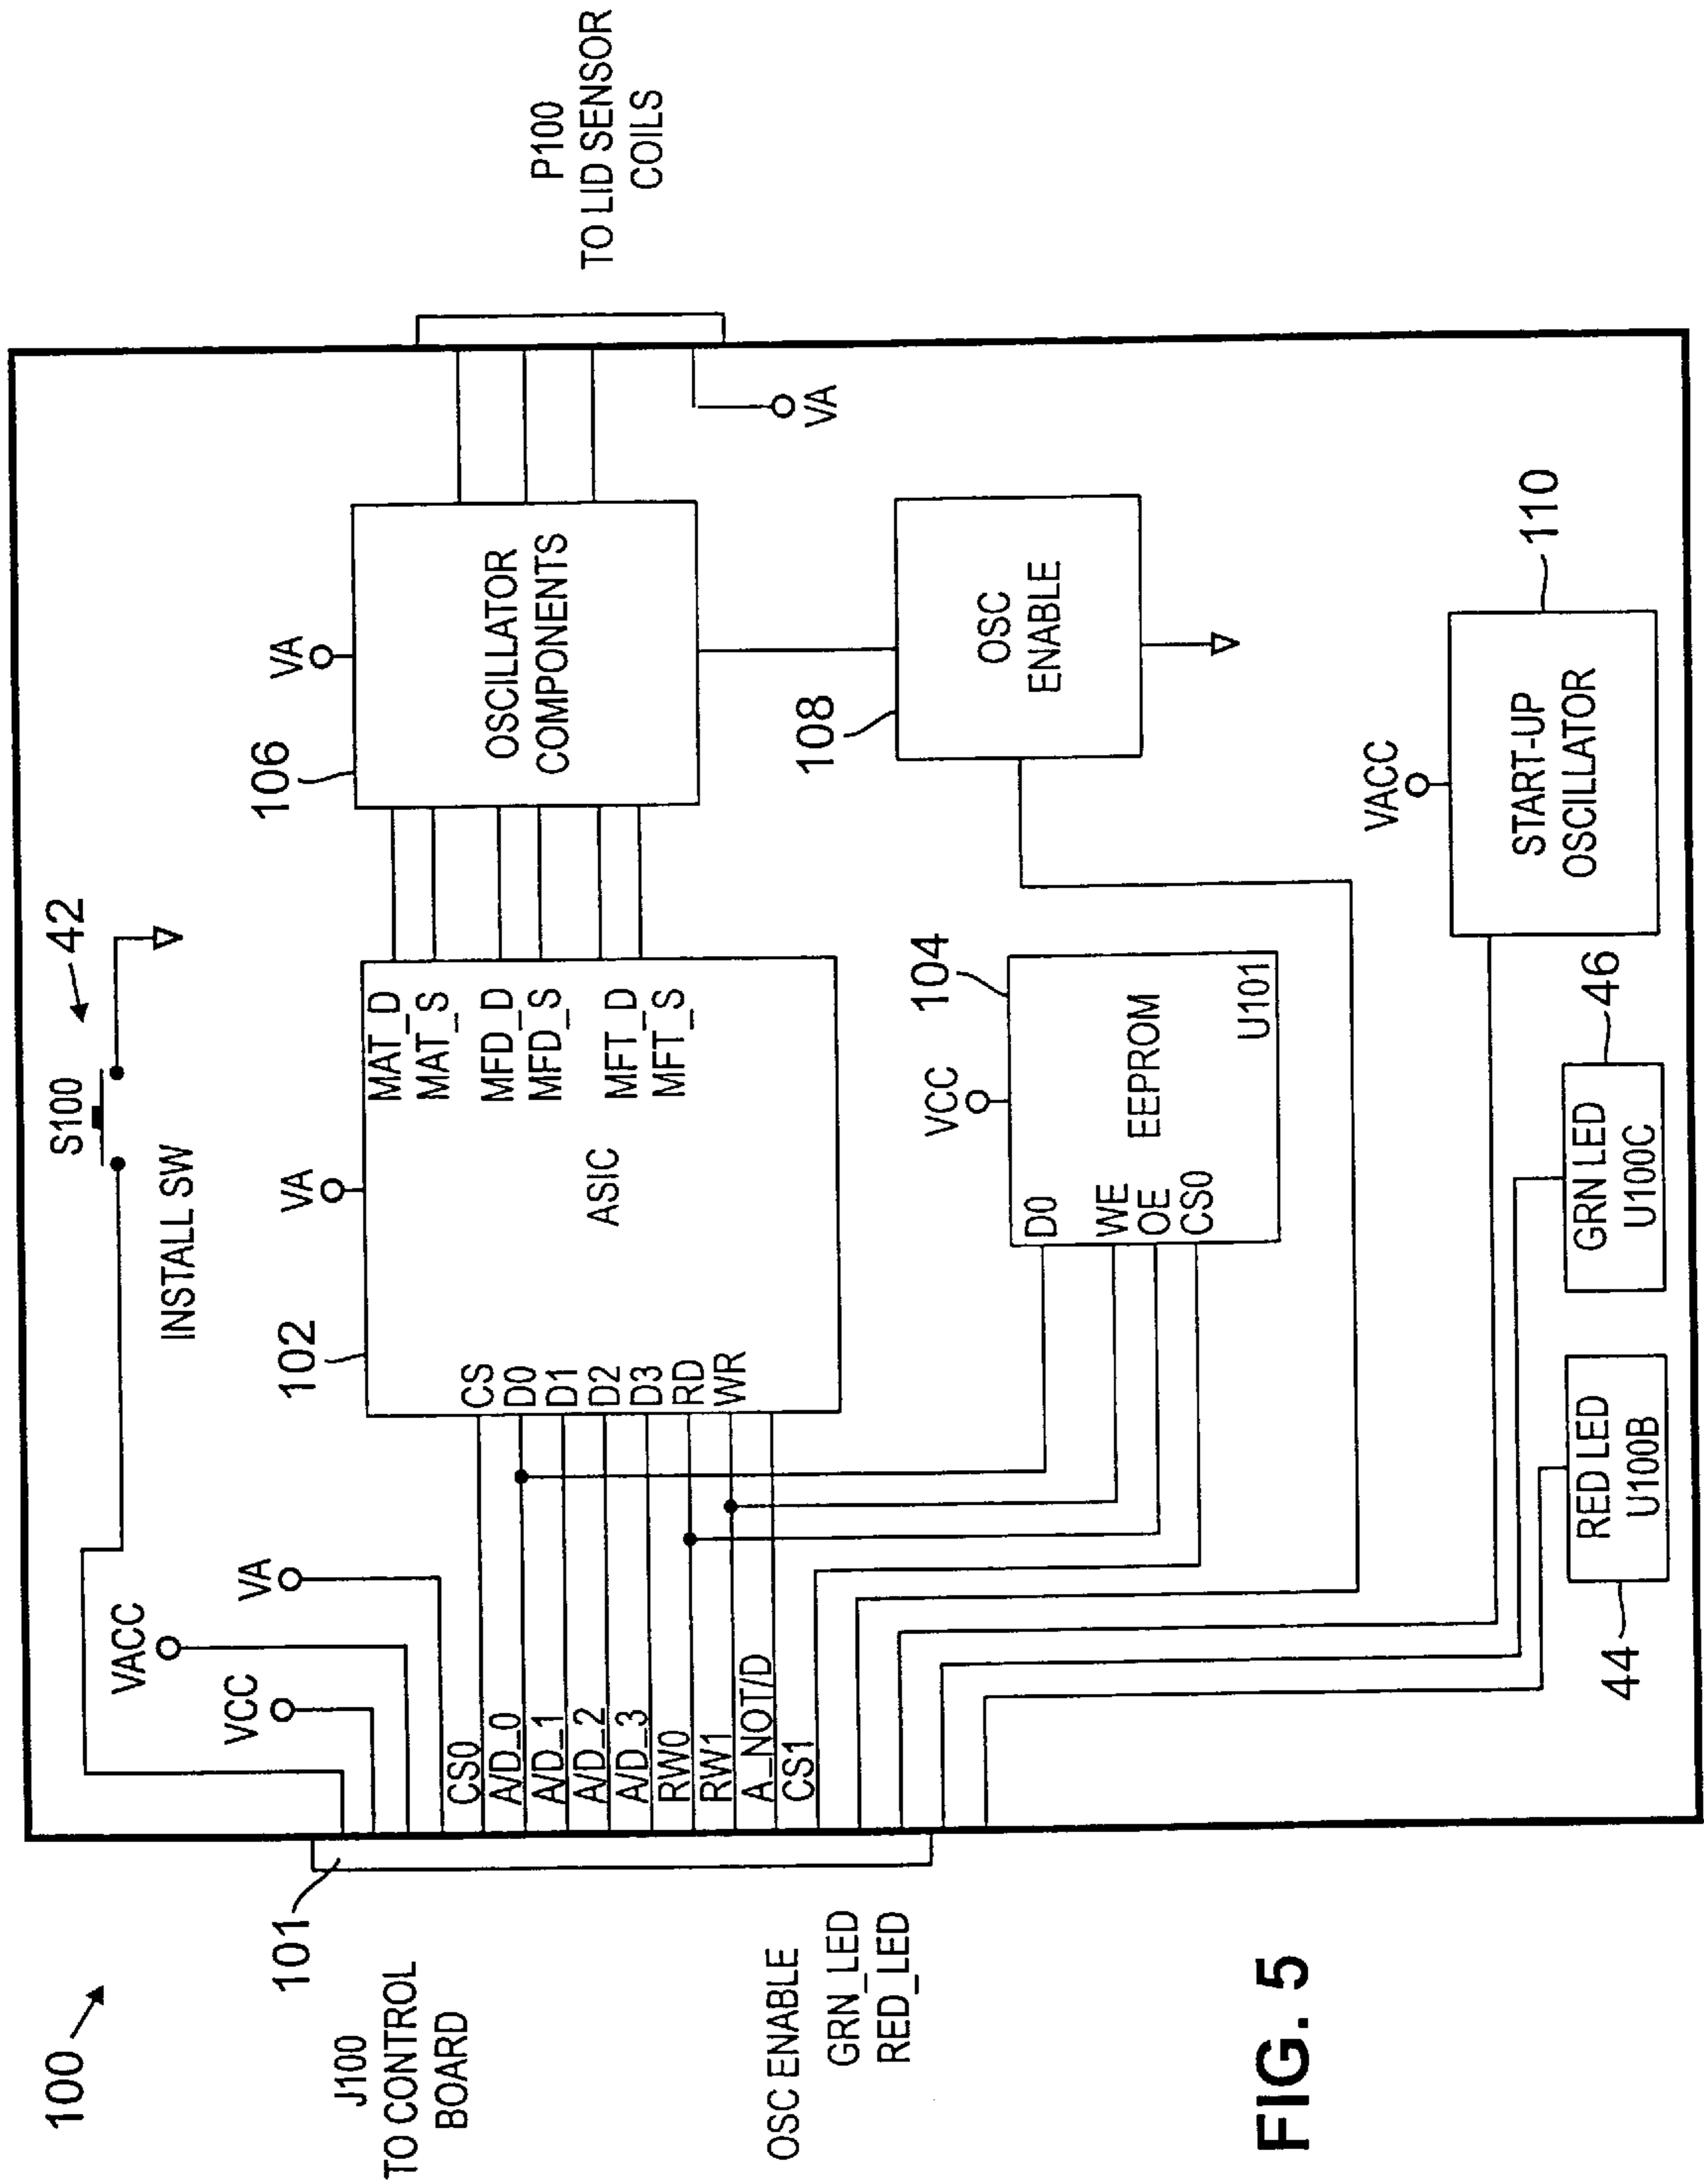 100
42
S100
INSTALL SW
VCC
VACC
VA
102
VA
106
VA
101
J100
TO CONTROL
BOARD
CS0
A/D_0
A/D_1
A/D_2
A/D_3
RW0
RW1
A_NOT/D
CS1
CS
D0
D1
D2
D3
RD
WR
ASIC
MAT_D
MAT_S
MFD_D
MFD_S
MFT_D
MFT_S
OSCILLATOR
COMPONENTS
P100
TO LID SENSOR
COILS
VA
OSC ENABLE
GRN_LED
RED_LED
VCC
104
D0
WE
OE
CS0
EEPROM
U101
108
OSC
ENABLE
VACC
110
START-UP
OSCILLATOR
44
RED LED
U100B
46
GRN LED
U100C
FIG. 5